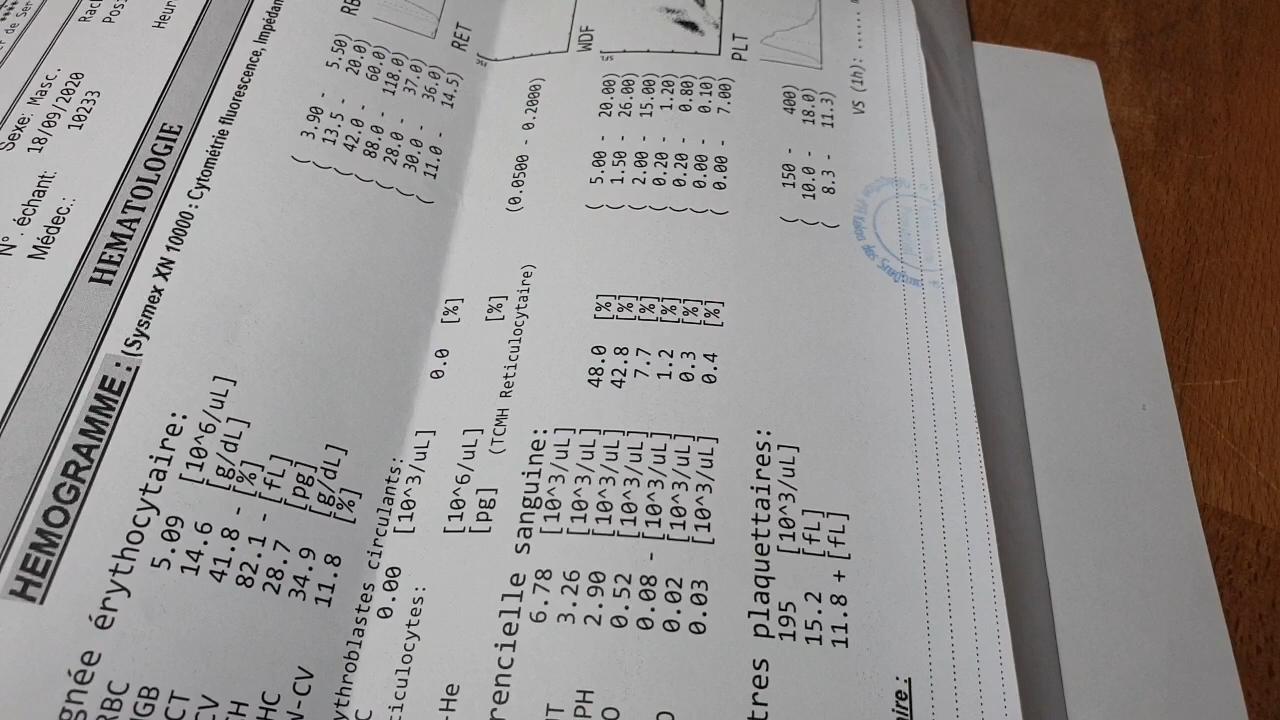 Sexe: Masc.
N° échant: 18/09/2020
Médec.: 10233
HEMATOLOGIE
HEMOGRAMME : (Sysmex XN 10000 : Cytométrie fluorescence, Impédan
gnée érythocytaire:
RBC 5.09 [10^6/uL] ( 3.90 - 5.50)
HGB 14.6 [g/dL] ( 13.5 - 20.0)
CT 41.8 - [%] ( 42.0 - 60.0)
CV 82.1 - [fL] ( 88.0 - 118.0)
H 28.7 [pg] ( 28.0 - 37.0)
HC 34.9 [g/dL] ( 30.0 - 36.0)
W-CV 11.8 [%] ( 11.0 - 14.5)
RET
ythroblastes circulants:
C 0.00 [10^3/uL] 0.0 [%]
ticulocytes:
[10^6/uL] [%] (0.0500 - 0.2000)
-He [pg] (TCMH Reticulocytaire)
WDF
rencielle sanguine:
6.78 [10^3/uL] ( 5.00 - 20.00)
3.26 [10^3/uL] 48.0 [%] ( 1.50 - 26.00)
2.90 [10^3/uL] 42.8 [%] ( 2.00 - 15.00)
0.52 [10^3/uL] 7.7 [%] ( 0.20 - 1.20)
0.08 - [10^3/uL] 1.2 [%] ( 0.20 - 0.80)
0.02 [10^3/uL] 0.3 [%] ( 0.00 - 0.10)
0.03 [10^3/uL] 0.4 [%] ( 0.00 - 7.00)
PLT
tres plaquettaires:
195 [10^3/uL] ( 150 - 400)
15.2 [fL] ( 10.0 - 18.0)
11.8 + [fL] ( 8.3 - 11.3)
VS (1h): ......
aire :